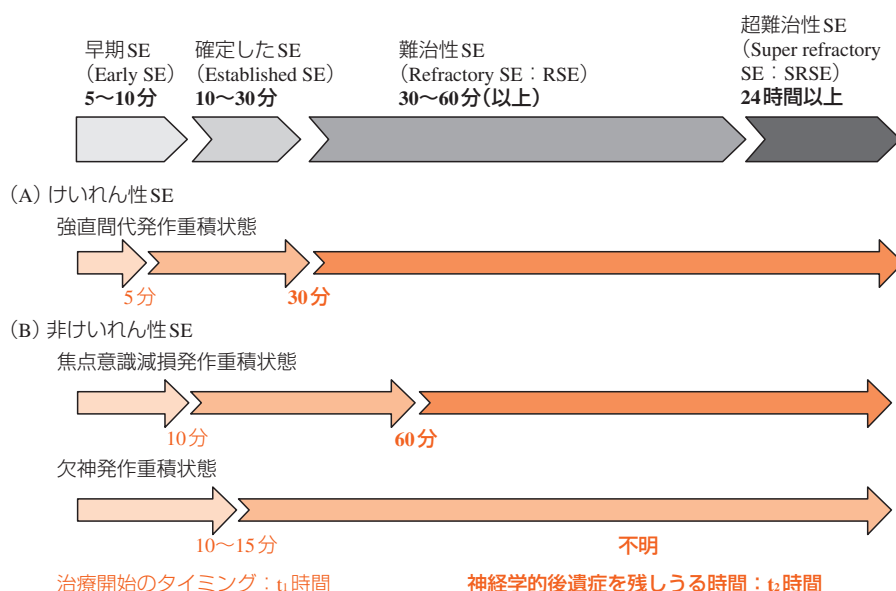 早期SE
(Early SE)
5〜10分
確定したSE
(Established SE)
10〜30分
難治性SE
(Refractory SE:RSE)
30〜60分(以上)
超難治性SE
(Super refractory
SE:SRSE)
24時間以上
(A)けいれん性SE
強直間代発作重積状態
5分
30分
(B)非けいれん性SE
焦点意識減損発作重積状態
10分
60分
欠神発作重積状態
10〜15分
不明
治療開始のタイミング:t₁時間
神経学的後遺症を残しうる時間:t₂時間